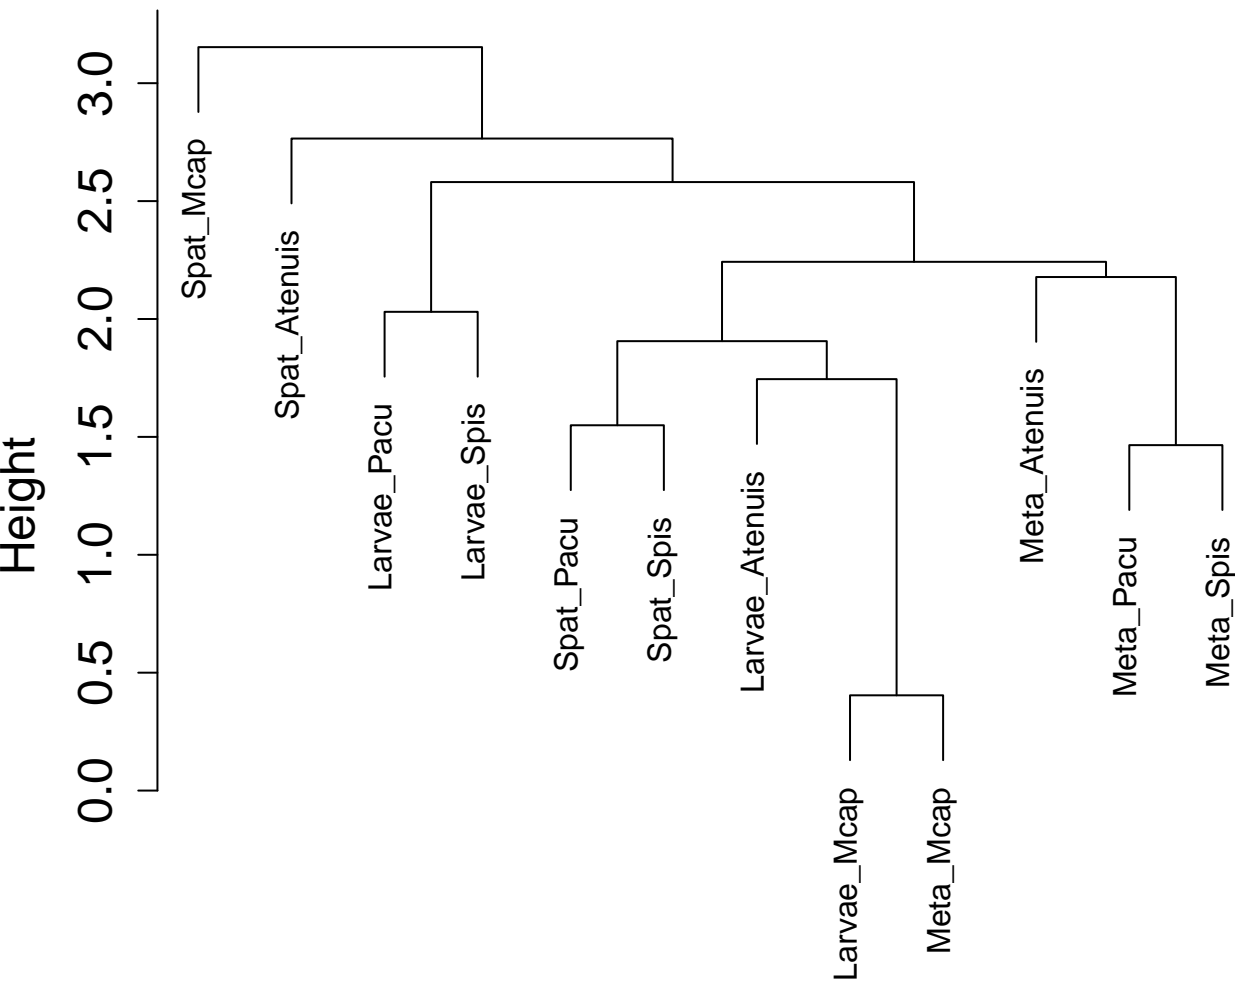 Height
3.0
2.5
2.0
1.5
1.0
0.5
0.0
Spat_Mcap
Spat_Atenuis
Larvae_Pacu
Larvae_Spis
Spat_Pacu
Spat_Spis
Larvae_Atenuis
Larvae_Mcap
Meta_Mcap
Meta_Atenuis
Meta_Pacu
Meta_Spis